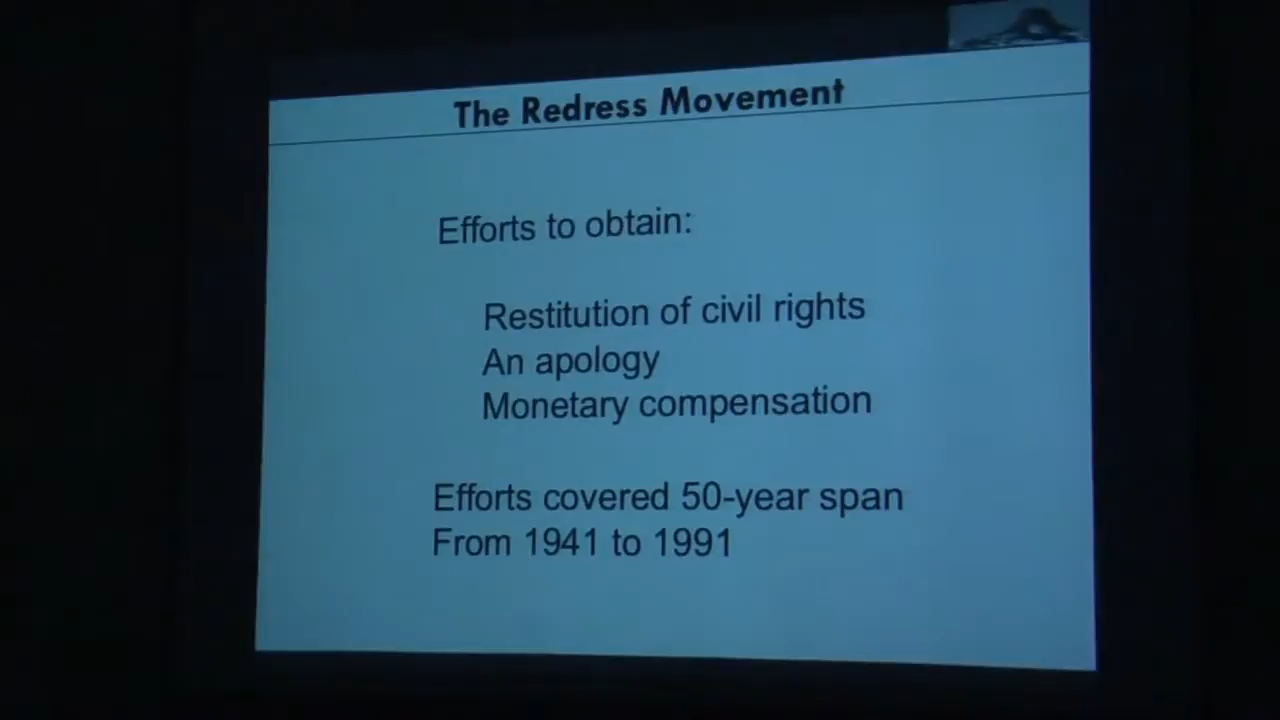 The Redress Movement
Efforts to obtain:
Restitution of civil rights
An apology
Monetary compensation
Efforts covered 50-year span
From 1941 to 1991